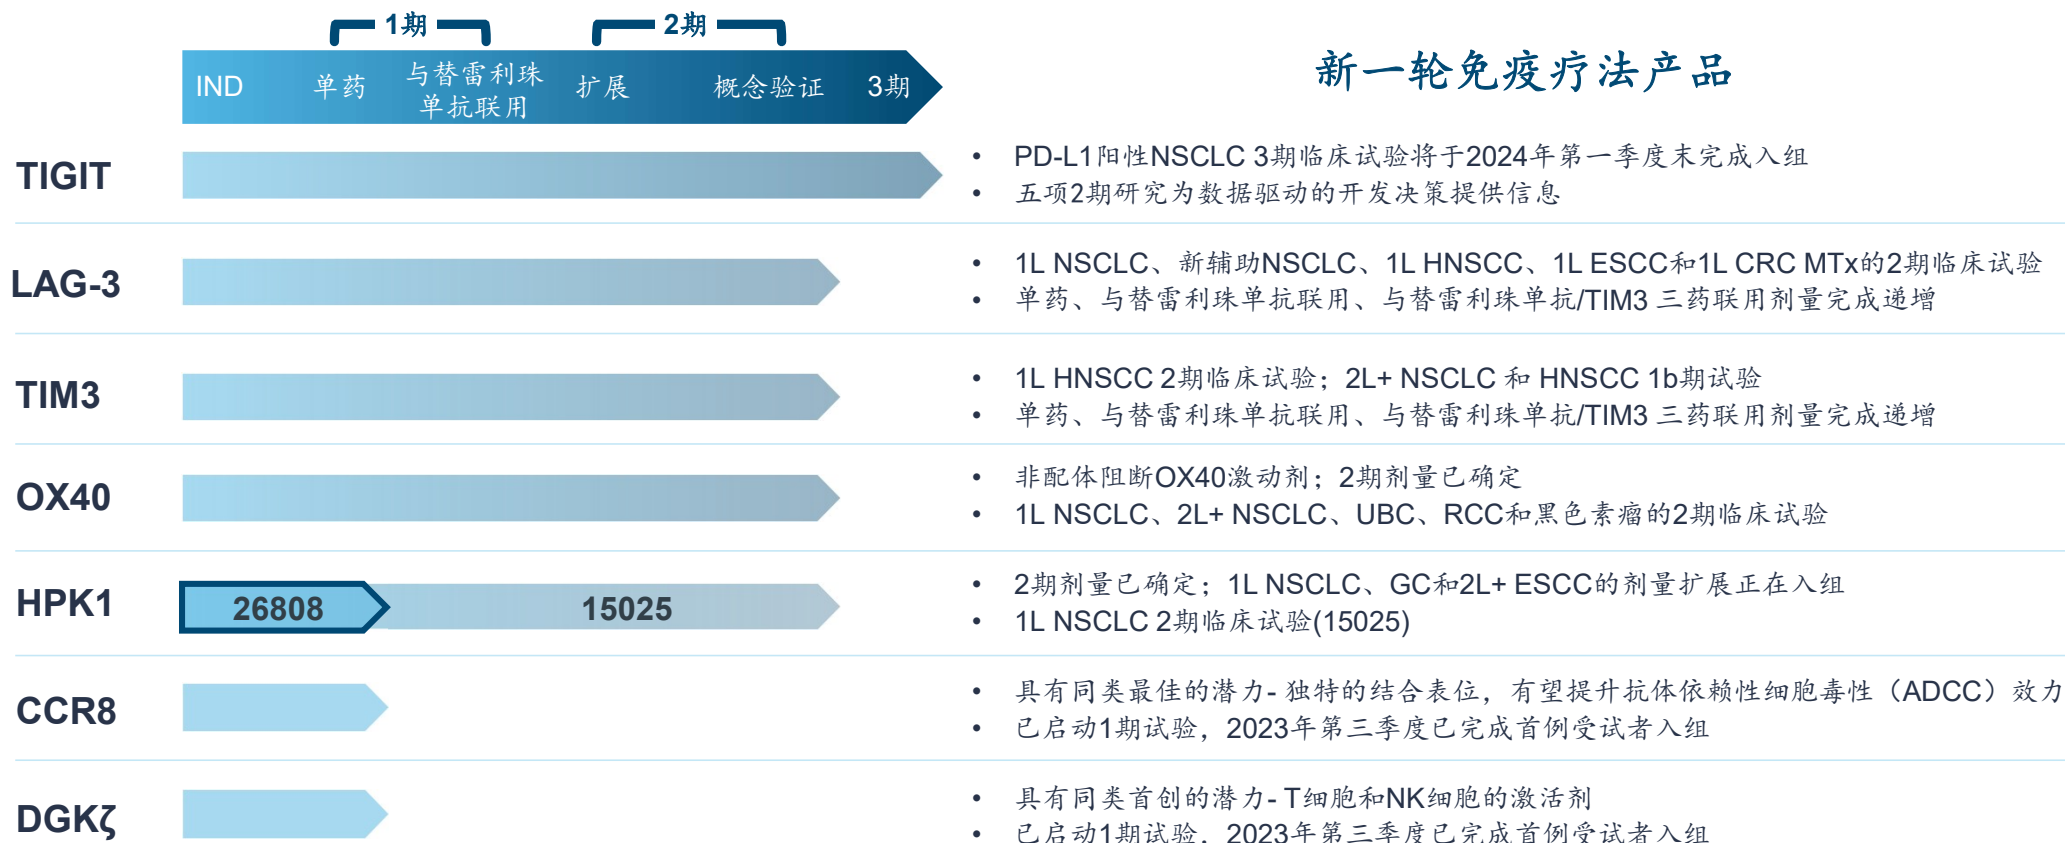 1期
2期
IND
单药
与替雷利珠
单抗联用
扩展
概念验证
3期
新一轮免疫疗法产品
TIGIT
• PD-L1阳性NSCLC 3期临床试验将于2024年第一季度末完成入组
• 五项2期研究为数据驱动的开发决策提供信息
LAG-3
• 1L NSCLC、新辅助NSCLC、1L HNSCC、1L ESCC和1L CRC MTx的2期临床试验
• 单药、与替雷利珠单抗联用、与替雷利珠单抗/TIM3 三药联用剂量完成递增
TIM3
• 1L HNSCC 2期临床试验；2L+ NSCLC 和 HNSCC 1b期试验
• 单药、与替雷利珠单抗联用、与替雷利珠单抗/TIM3 三药联用剂量完成递增
OX40
• 非配体阻断OX40激动剂；2期剂量已确定
• 1L NSCLC、2L+ NSCLC、UBC、RCC和黑色素瘤的2期临床试验
HPK1
26808
15025
• 2期剂量已确定；1L NSCLC、GC和2L+ ESCC的剂量扩展正在入组
• 1L NSCLC 2期临床试验(15025)
CCR8
• 具有同类最佳的潜力- 独特的结合表位，有望提升抗体依赖性细胞毒性（ADCC）效力
• 已启动1期试验，2023年第三季度已完成首例受试者入组
DGKζ
• 具有同类首创的潜力- T细胞和NK细胞的激活剂
• 已启动1期试验，2023年第三季度已完成首例受试者入组